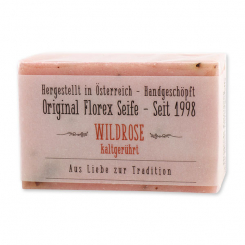 Hergestellt in Österreich - Handgeschöpft
Original Florex Seife - Seit 1998
WILDROSE
kaltgerührt
Aus Liebe zur Tradition